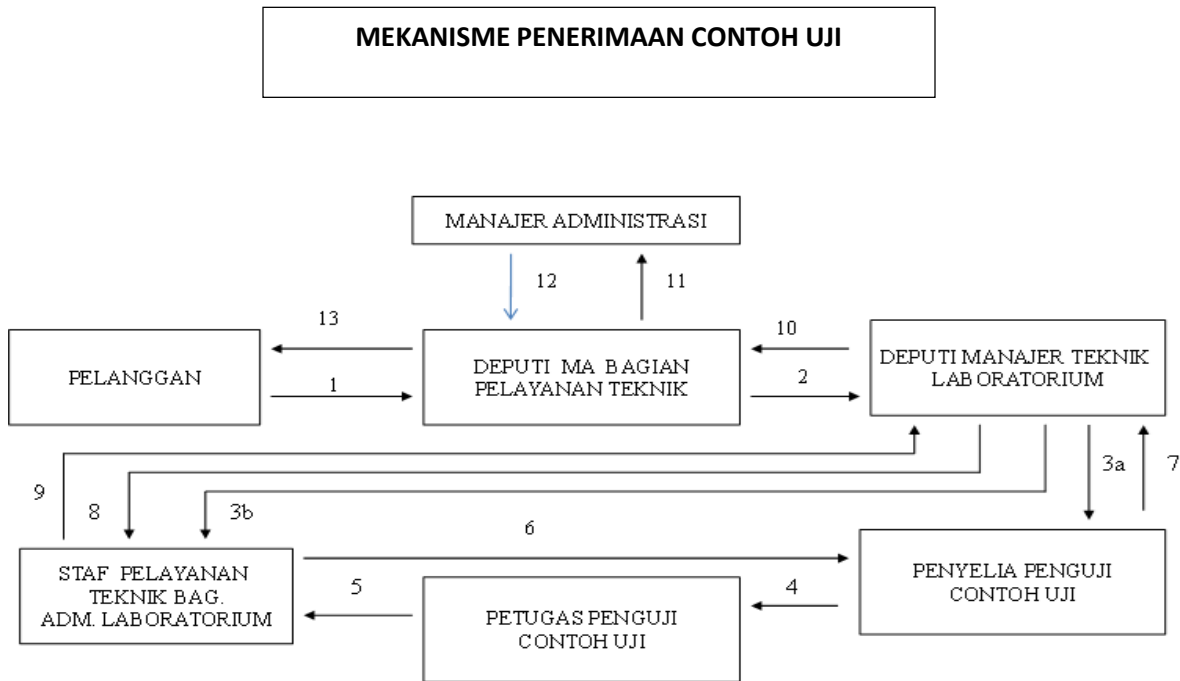 MEKANISME PENERIMAAN CONTOH UJI
MANAJER ADMINISTRASI
12
11
13
10
PELANGGAN
1
DEPUTI MA BAGIAN
PELAYANAN TEKNIK
2
DEPUTI MANAJER TEKNIK
LABORATORIUM
9
8
3b
3a
7
6
STAF PELAYANAN
TEKNIK BAG.
ADM. LABORATORIUM
5
PETUGAS PENGUJI
CONTOH UJI
4
PENYELIA PENGUJI
CONTOH UJI